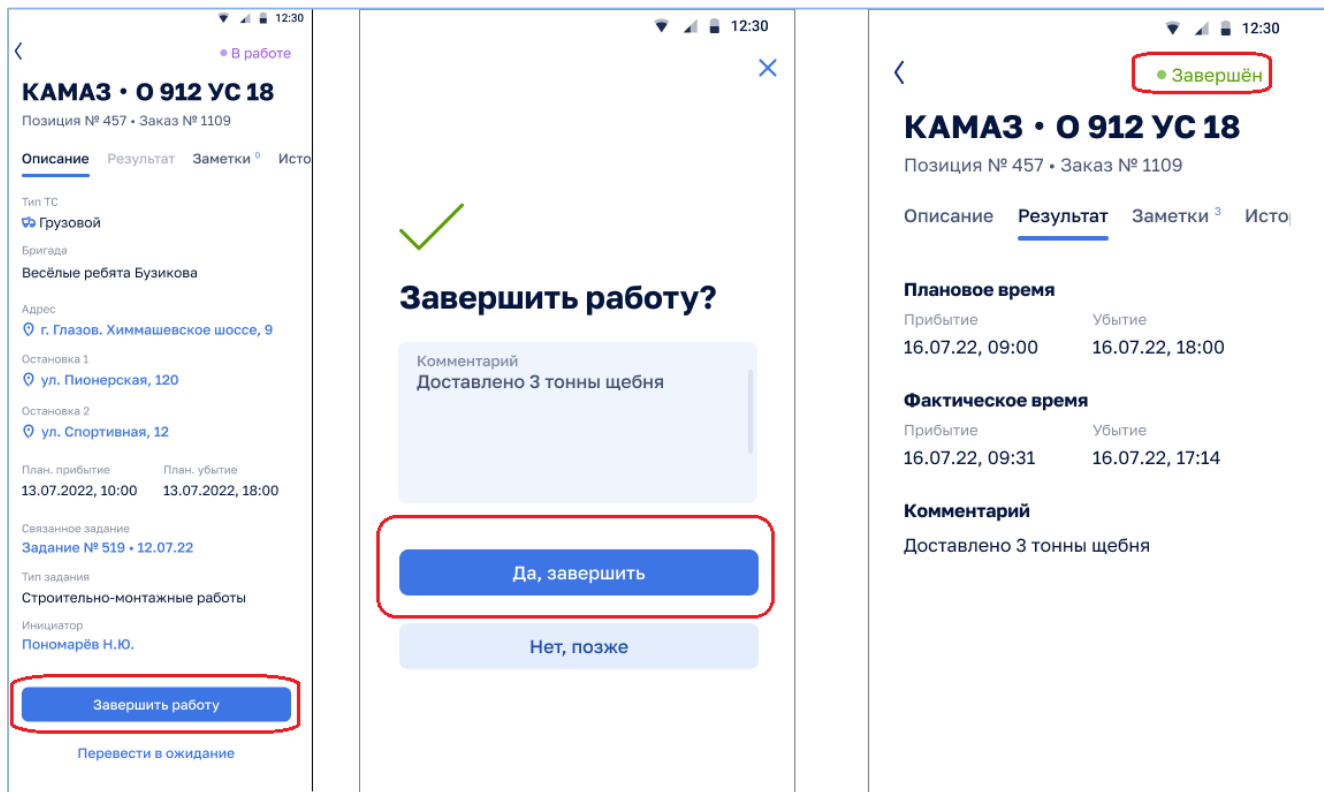 12:30
В работе
КАМАЗ • О 912 УС 18
Позиция № 457 • Заказ № 1109
Описание Результат Заметки 0 Исто
Тип ТС
Грузовой
Бригада
Весёлые ребята Бузикова
Адрес
г. Глазов. Химмашевское шоссе, 9
Остановка 1
ул. Пионерская, 120
Остановка 2
ул. Спортивная, 12
План. прибытие План. убытие
13.07.2022, 10:00 13.07.2022, 18:00
Связанное задание
Задание № 519 • 12.07.22
Тип задания
Строительно-монтажные работы
Инициатор
Пономарёв Н.Ю.
Завершить работу
Перевести в ожидание
12:30
Завершить работу?
Комментарий
Доставлено 3 тонны щебня
Да, завершить
Нет, позже
12:30
Завершён
КАМАЗ • О 912 УС 18
Позиция № 457 • Заказ № 1109
Описание Результат Заметки 3 Исто
Плановое время
Прибытие Убытие
16.07.22, 09:00 16.07.22, 18:00
Фактическое время
Прибытие Убытие
16.07.22, 09:31 16.07.22, 17:14
Комментарий
Доставлено 3 тонны щебня